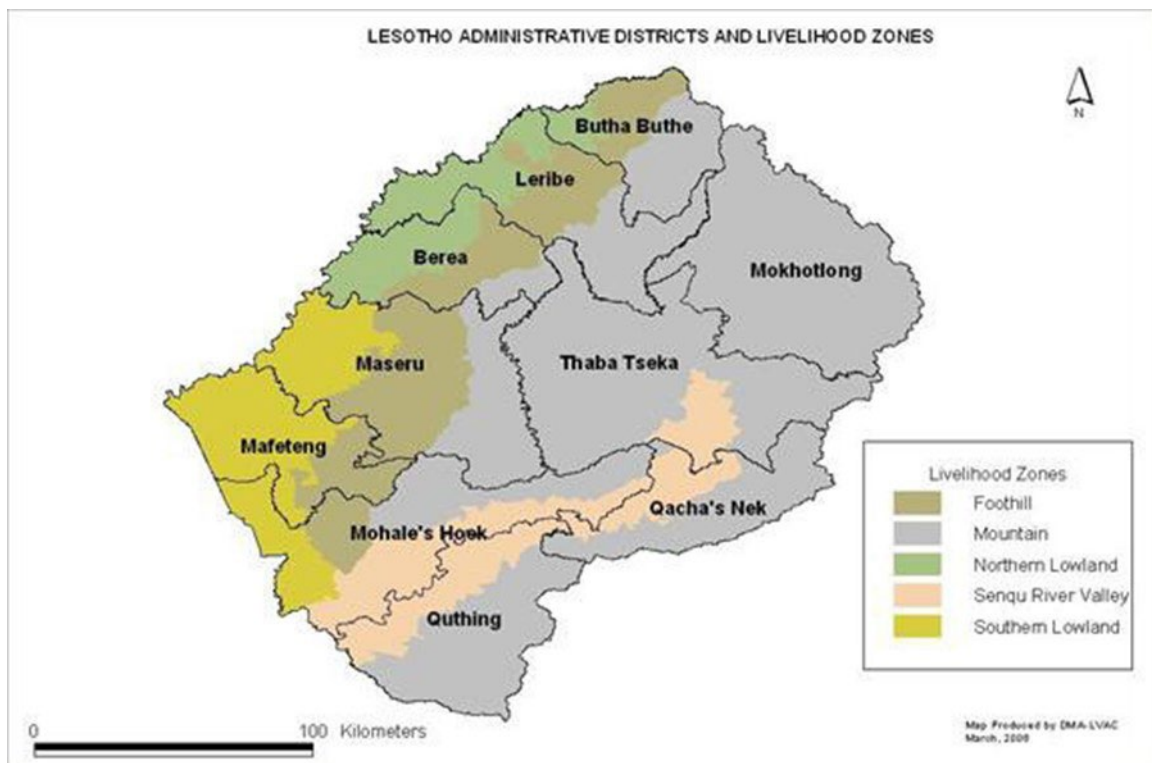 LESOTHO ADMINISTRATIVE DISTRICTS AND LIVELIHOOD ZONES
N
Butha Buthe
Leribe
Berea
Mokhotlong
Maseru
Thaba Tseka
Mafeteng
Mohale's Hoek
Qacha's Nek
Quthing
Livelihood Zones
Foothill
Mountain
Northern Lowland
Senqu River Valley
Southern Lowland
0 100 Kilometers
Map Produced by DMA-LVAC
March,